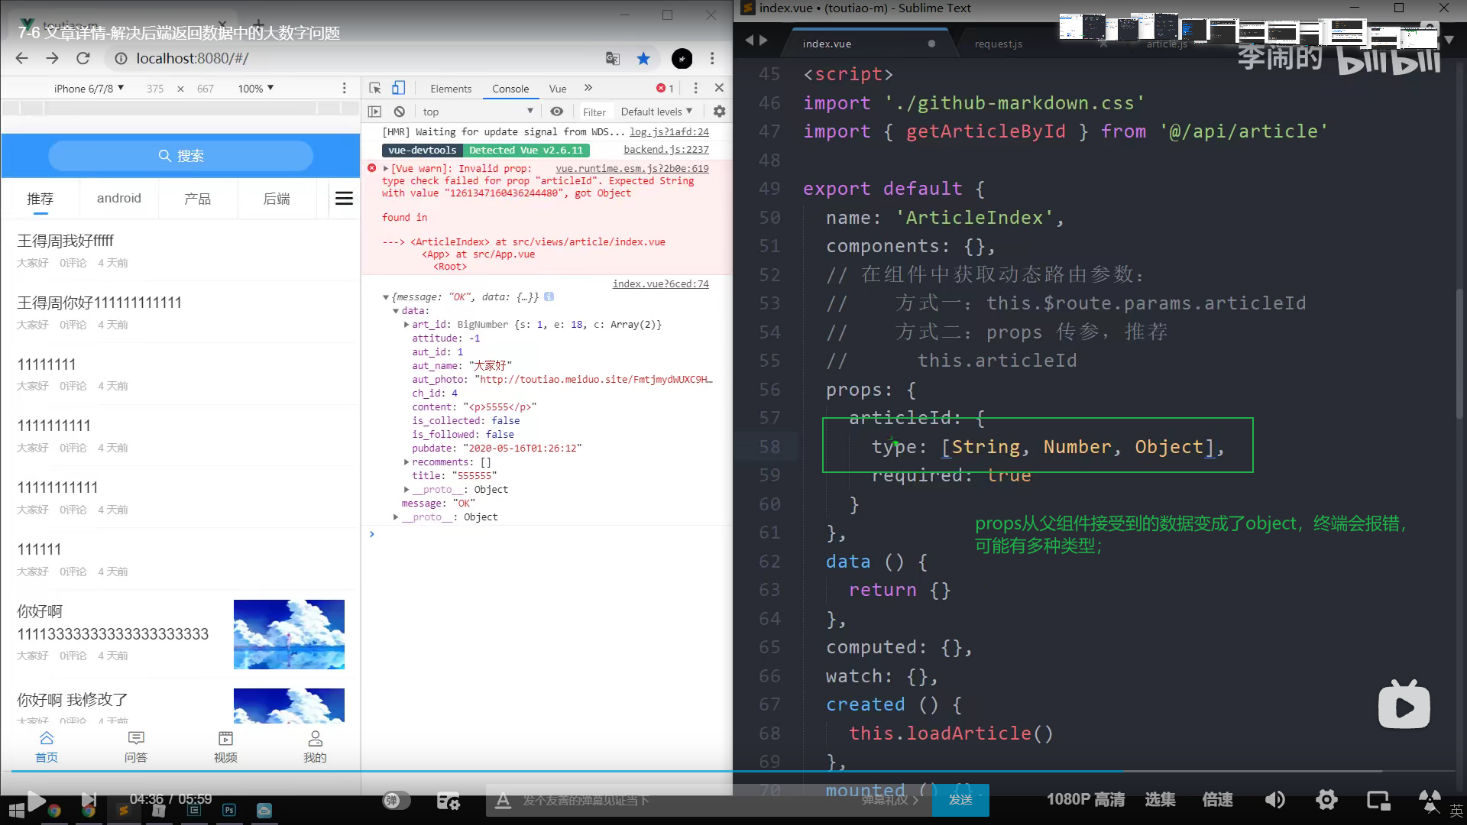 7-6 文章详情-解决后端返回数据中的大数字问题
localhost:8080/#/
iPhone 6/7/8 ▼ 375 × 667 100% ▼
搜索
推荐 android 产品 后端
王得周我好fffff
大家好 0评论 4 天前
王得周你好111111111111
大家好 0评论 4 天前
11111111
大家好 0评论 4 天前
1111111111
大家好 0评论 4 天前
11111111111
大家好 0评论 4 天前
111111
大家好 0评论 4 天前
你好啊
11113333333333333333333
大家好 0评论 4 天前
你好啊 我修改了
大家好 0评论 4 天前
首页 问答 视频 我的
Elements Console Vue » 1
top Filter Default levels ▼
[HMR] Waiting for update signal from WDS... log.js?1afd:24
vue-devtools Detected Vue v2.6.11 backend.js:2237
[Vue warn]: Invalid prop: vue.runtime.esm.js?2b0e:619
type check failed for prop "articleId". Expected String
with value "1261347160436244480", got Object
found in
---> <ArticleIndex> at src/views/article/index.vue
<App> at src/App.vue
<Root>
index.vue?6ced:74
{message: "OK", data: {…}}
data:
art_id: BigNumber {s: 1, e: 18, c: Array(2)}
attitude: -1
aut_id: 1
aut_name: "大家好"
aut_photo: "http://toutiao.meiduo.site/FmtjmydWUXC9H…
ch_id: 4
content: "<p>5555</p>"
is_collected: false
is_followed: false
pubdate: "2020-05-16T01:26:12"
recomments: []
title: "555555"
__proto__: Object
message: "OK"
__proto__: Object
index.vue • (toutiao-m) - Sublime Text
index.vue request.js article.js
李闹的 bilibili
45 <script>
46 import './github-markdown.css'
47 import { getArticleById } from '@/api/article'
48
49 export default {
50 name: 'ArticleIndex',
51 components: {},
52 // 在组件中获取动态路由参数：
53 // 方式一：this.$route.params.articleId
54 // 方式二：props 传参，推荐
55 // this.articleId
56 props: {
57 articleId: {
58 type: [String, Number, Object],
59 required: true
60 }
61 },
62 data () {
63 return {}
64 },
65 computed: {},
66 watch: {},
67 created () {
68 this.loadArticle()
69 },
70 mounted () {},
props从父组件接受到的数据变成了object，终端会报错，
可能有多种类型；
04:36 / 05:59
弹 发个友善的弹幕见证当下 弹幕礼仪 > 发送
1080P 高清 选集 倍速
英